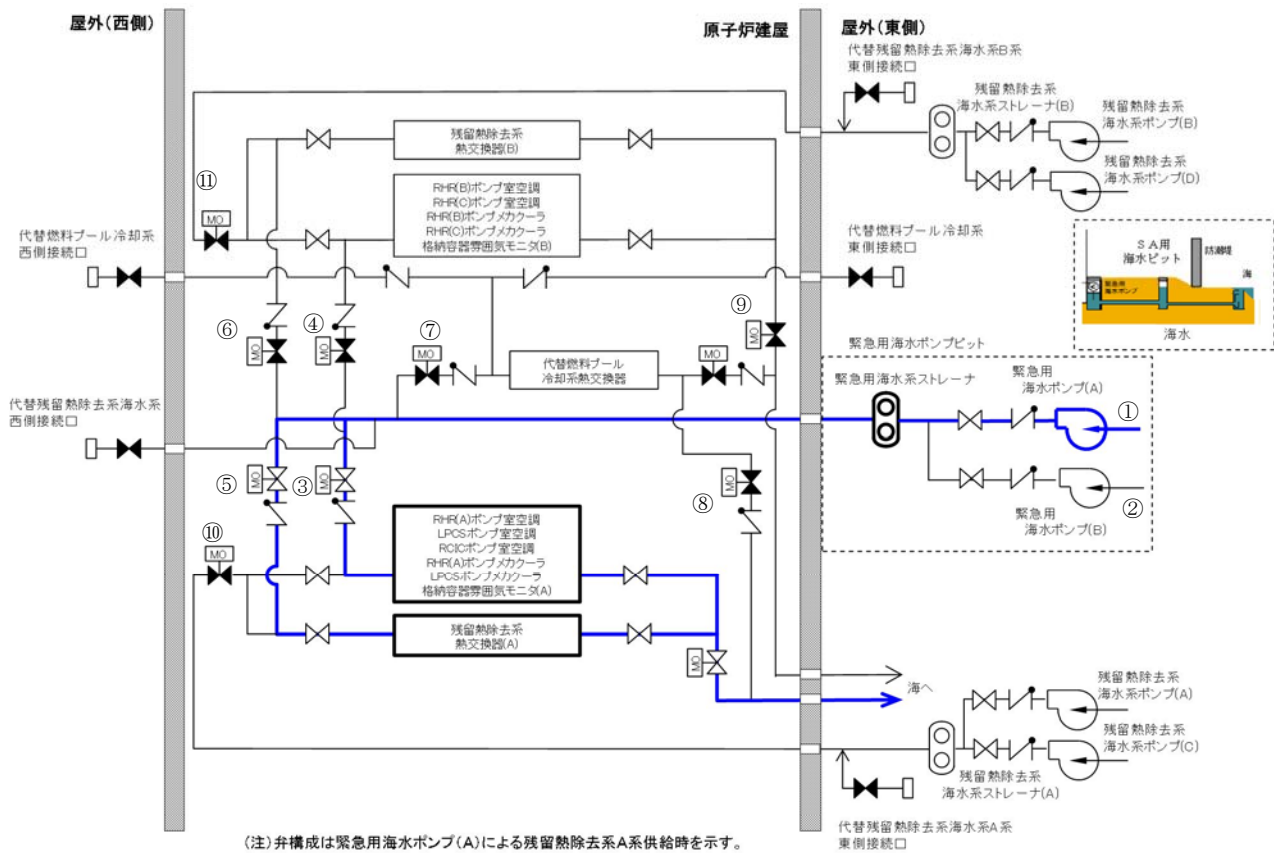 屋外(西側)
原子炉建屋
屋外(東側)
代替残留熱除去系海水系B系
東側接続口
残留熱除去系
海水系ストレーナ(B)
残留熱除去系
海水系ポンプ(B)
残留熱除去系
海水系ポンプ(D)
残留熱除去系
熱交換器(B)
RHR(B)ポンプ室空調
RHR(C)ポンプ室空調
RHR(B)ポンプメカクーラ
RHR(C)ポンプメカクーラ
格納容器雰囲気モニタ(B)
⑪
MO
代替燃料プール冷却系
西側接続口
代替燃料プール冷却系
東側接続口
SA用
海水ピット
防潮堤
海
緊急用
海水ポンプ
海水
⑥
MO
④
MO
⑦
MO
⑨
MO
代替燃料プール
冷却系熱交換器
MO
緊急用海水ポンプピット
緊急用海水系ストレーナ
緊急用
海水ポンプ(A)
①
代替残留熱除去系海水系
西側接続口
⑤
MO
③
MO
⑧
MO
緊急用
海水ポンプ(B)
②
⑩
MO
RHR(A)ポンプ室空調
LPCSポンプ室空調
RCICポンプ室空調
RHR(A)ポンプメカクーラ
LPCSポンプメカクーラ
格納容器雰囲気モニタ(A)
残留熱除去系
熱交換器(A)
MO
海へ
残留熱除去系
海水系ポンプ(A)
残留熱除去系
海水系ポンプ(C)
残留熱除去系
海水系ストレーナ(A)
代替残留熱除去系海水系A系
東側接続口
(注)弁構成は緊急用海水ポンプ(A)による残留熱除去系A系供給時を示す。